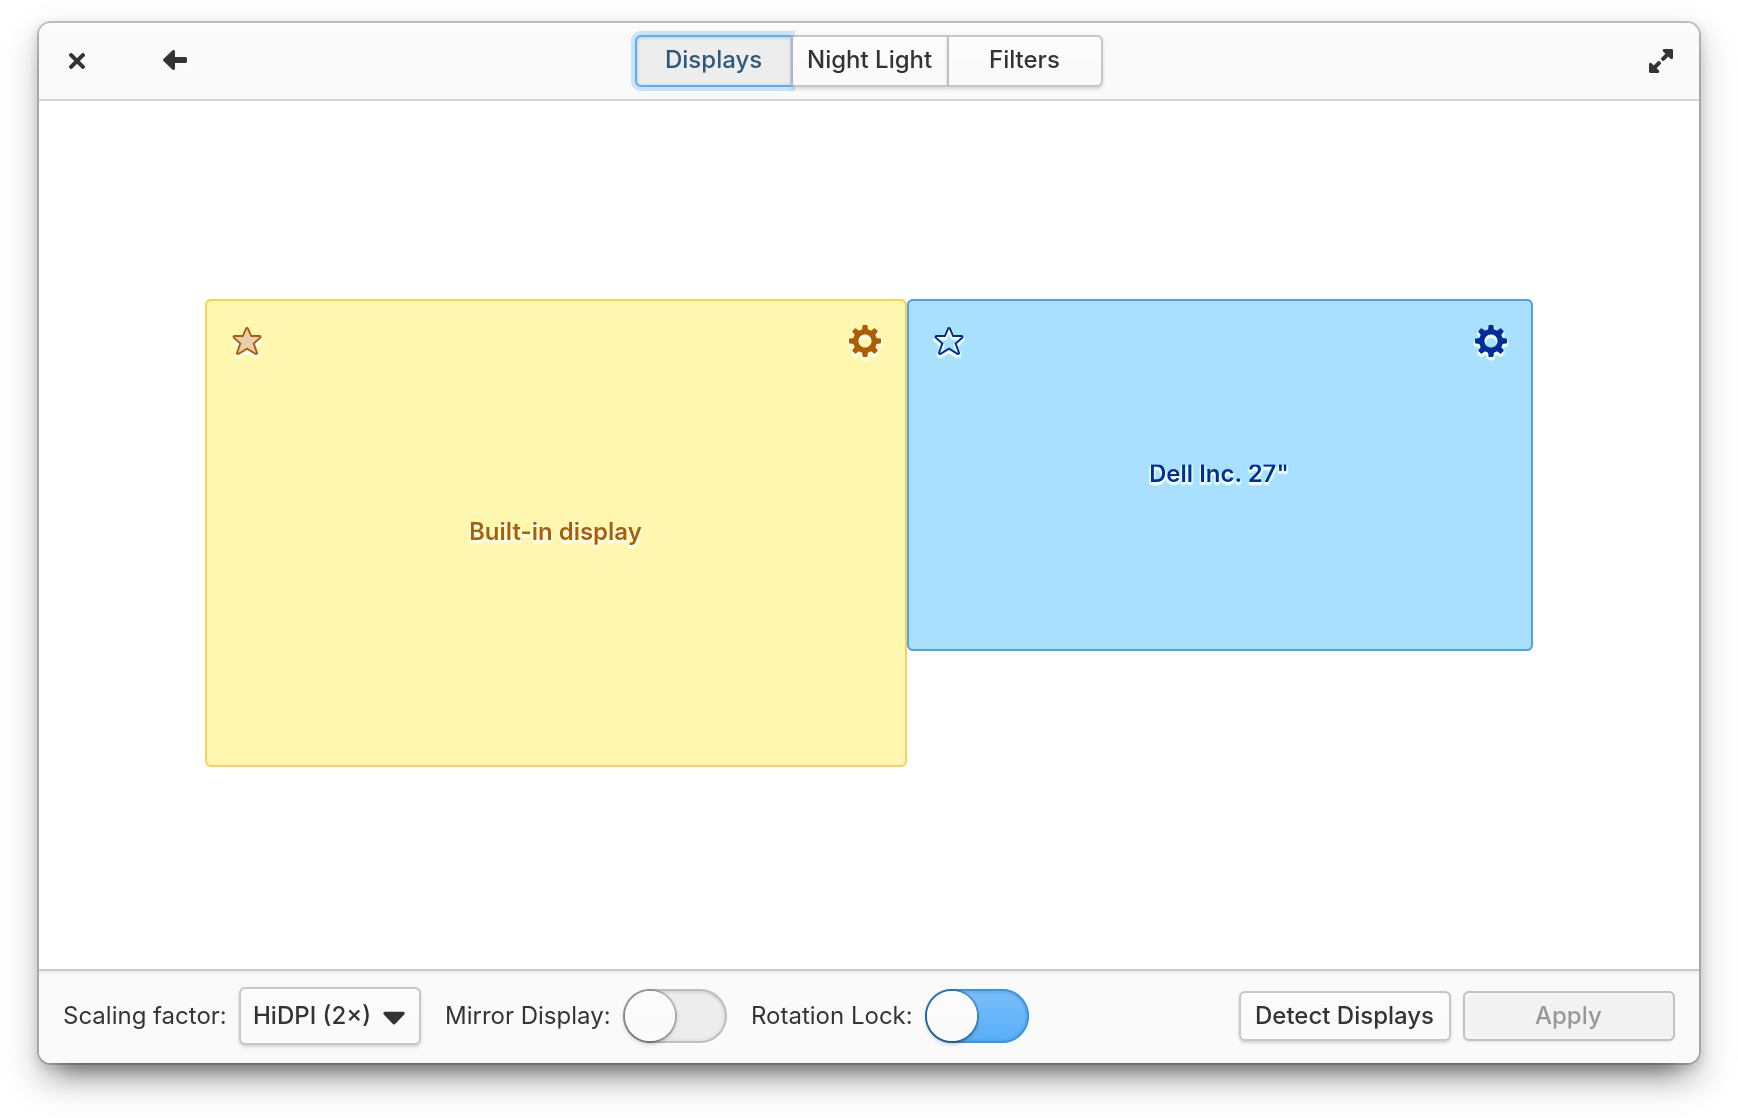 Displays
Night Light
Filters
Built-in display
Dell Inc. 27"
Scaling factor:
HiDPI (2×)
Mirror Display:
Rotation Lock:
Detect Displays
Apply